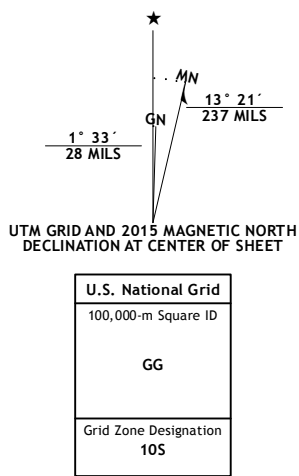 MN
GN
13° 21´
237 MILS
1° 33´
28 MILS
UTM GRID AND 2015 MAGNETIC NORTH
DECLINATION AT CENTER OF SHEET
U.S. National Grid
100,000-m Square ID
GG
Grid Zone Designation
10S